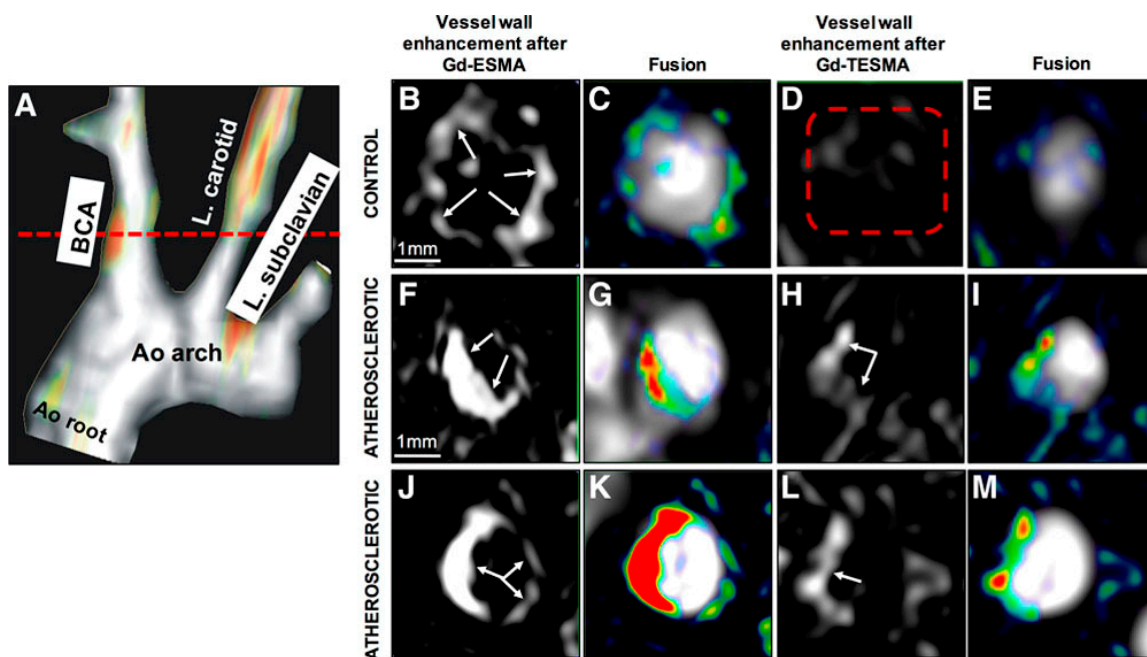 Vessel wall
enhancement after
Gd-ESMA
Fusion
Vessel wall
enhancement after
Gd-TESMA
Fusion
A
BCA
L. carotid
L. subclavian
Ao arch
Ao root
CONTROL
B
1mm
C
D
E
ATHEROSCLEROTIC
F
1mm
G
H
I
ATHEROSCLEROTIC
J
K
L
M